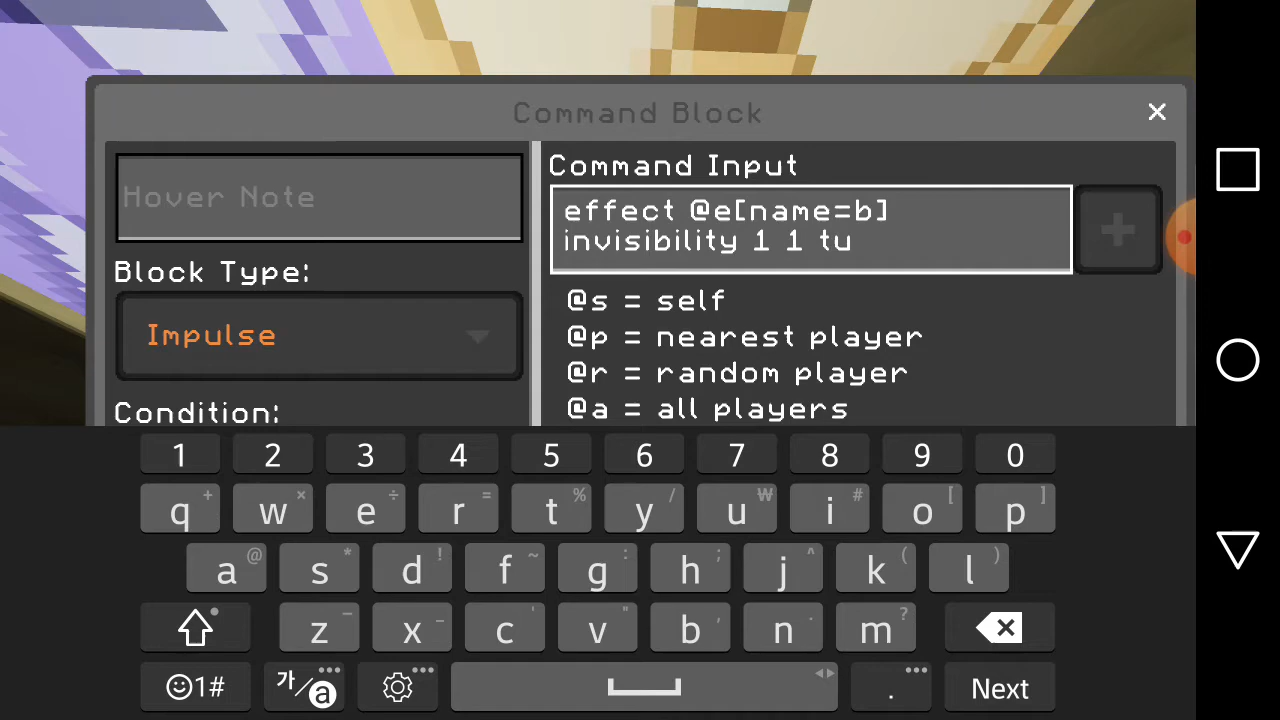 Command Block
×
Hover Note
Block Type:
Impulse
Condition:
Command Input
effect @e[name=b]
invisibility 1 1 tu
+
@s = self
@p = nearest player
@r = random player
@a = all players
1 2 3 4 5 6 7 8 9 0
q + w × e ÷ r = t % y / u ₩ i # o [ p ]
a @ s * d ! f ~ g : h ; j ^ k ( l )
z – x - c ' v " b , n . m ?
☺1# 가/a . Next